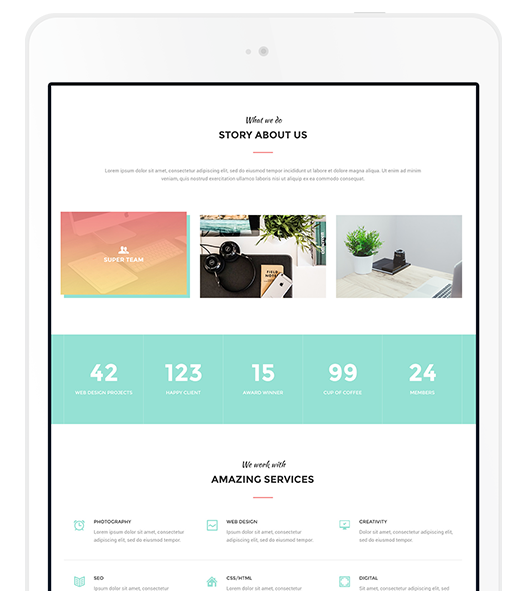 What we do
STORY ABOUT US
Lorem ipsum dolor sit amet, consectetur adipiscing elit, sed do eiusmod tempor incididunt ut labore et dolore magna aliqua. Ut enim ad minim
veniam, quis nostrud exercitation ullamco laboris nisi ut aliquip ex ea commodo consequat.
SUPER TEAM
FIELD NOTES
42 123 15 99 24
WEB DESIGN PROJECTS HAPPY CLIENT AWARD WINNER CUP OF COFFEE MEMBERS
We work with
AMAZING SERVICES
PHOTOGRAPHY WEB DESIGN CREATIVITY
Lorem ipsum dolor sit amet, consectetur Lorem ipsum dolor sit amet, consectetur Dolor sit amet, consectetur adipiscing
adipiscing elit, sed do eiusmod tempor. adipiscing elit, sed do eiusmod tempor. elit, sed do eiusmod tempor.
SEO CSS/HTML DIGITAL
Ipsum dolor sit amet, consectetur Lorem ipsum dolor sit amet, consectetur Sit amet, consectetur adipiscing elit, sed